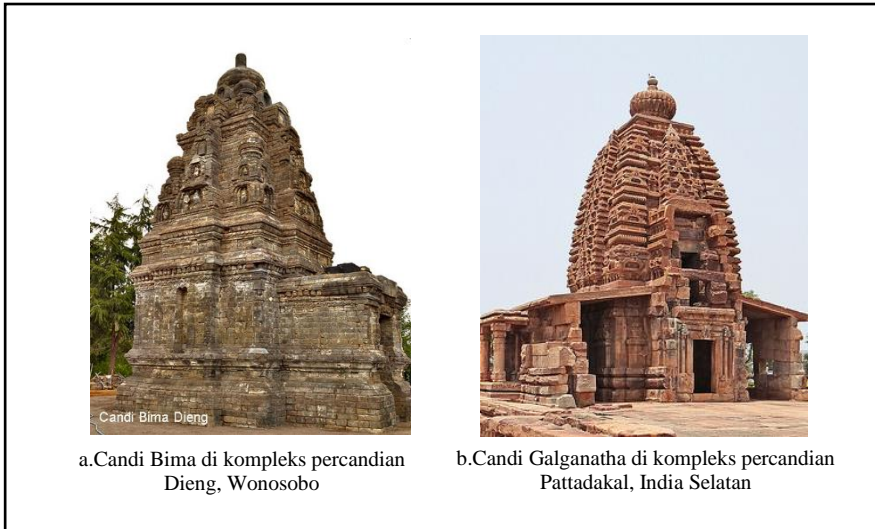 Candi Bima Dieng
a.Candi Bima di kompleks percandian
Dieng, Wonosobo
b.Candi Galganatha di kompleks percandian
Pattadakal, India Selatan